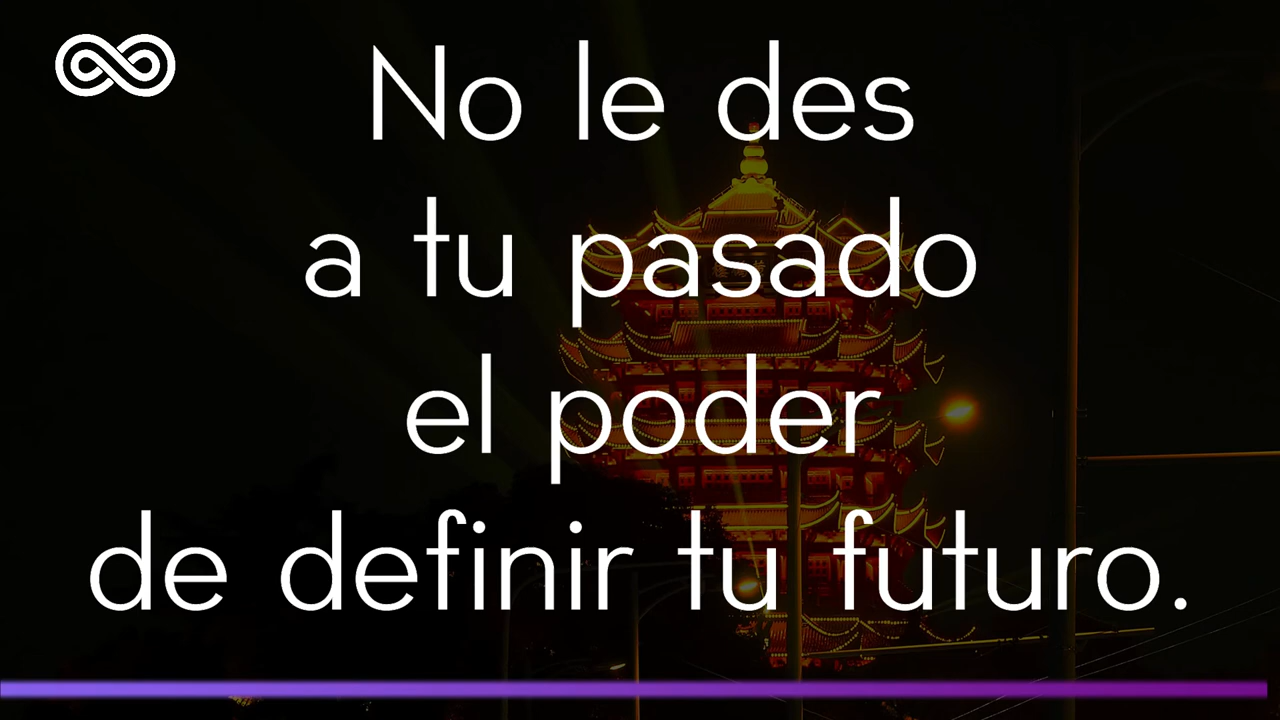 No le des
a tu pasado
el poder
de definir tu futuro.